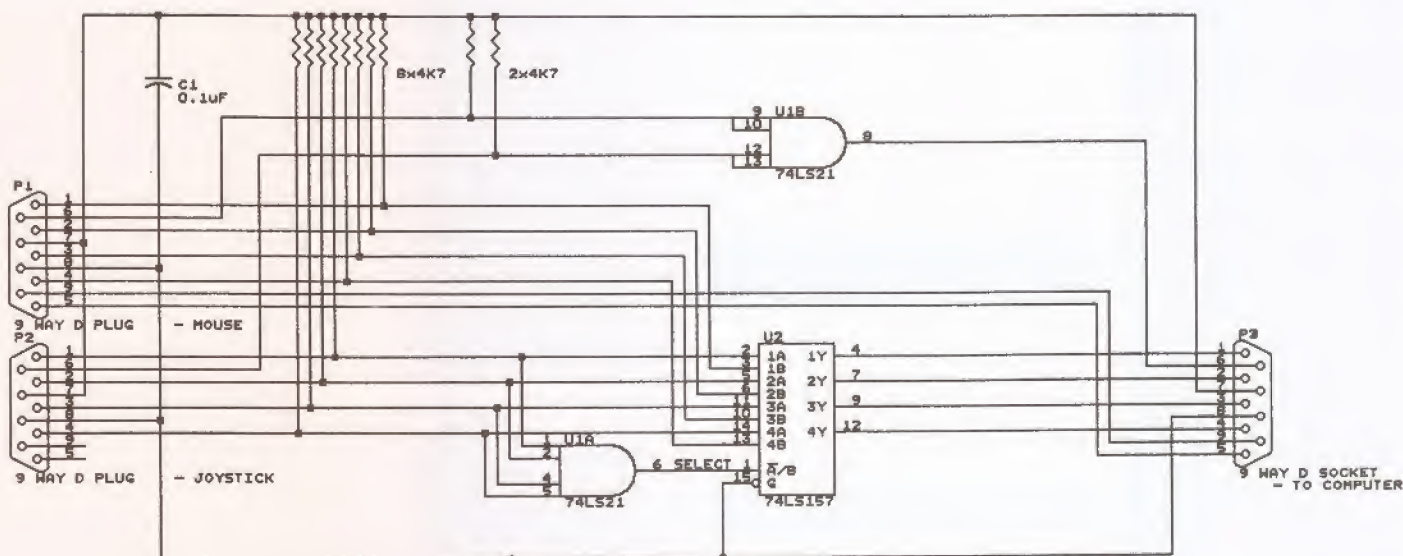 C1
0.1uF
8x4K7
2x4K7
9
10
12
13
U1B
8
74LS21
P1
1
6
2
7
3
8
4
9
5
9 WAY D PLUG - MOUSE
P2
1
6
2
7
3
8
4
9
5
9 WAY D PLUG - JOYSTICK
1
2
4
5
U1A
6 SELECT
74LS21
U2
2
3
5
6
11
10
14
13
1
15
1A
1B
2A
2B
3A
3B
4A
4B
A̅/B
G
1Y
2Y
3Y
4Y
4
7
9
12
74LS157
P3
1
6
2
7
3
8
4
9
5
9 WAY D SOCKET
- TO COMPUTER